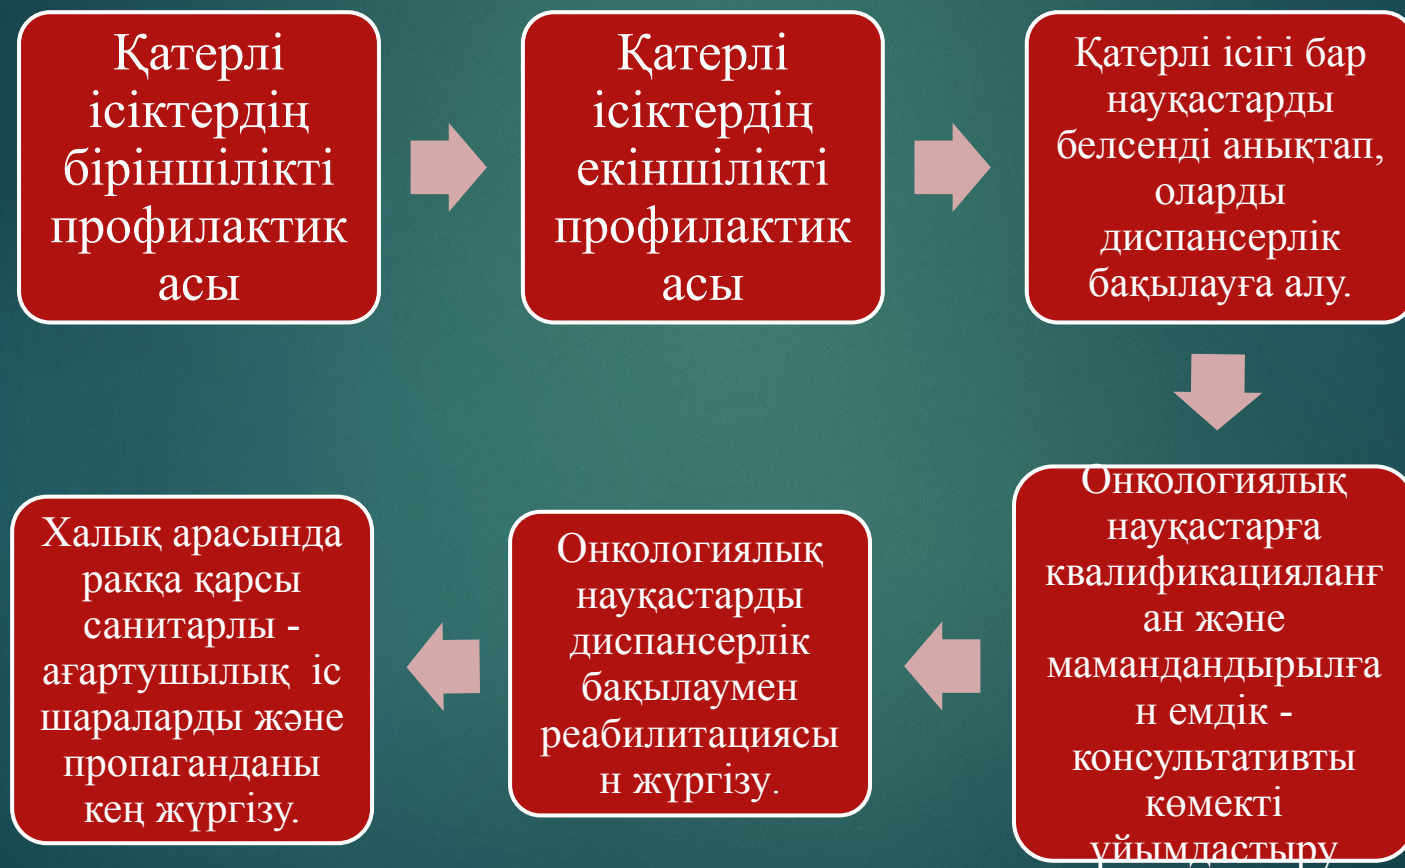 Қатерлі
ісіктердің
біріншілікті
профилактик
асы
Қатерлі
ісіктердің
екіншілікті
профилактик
асы
Қатерлі ісігі бар
науқастарды
белсенді анықтап,
оларды
диспансерлік
бақылауға алу.
Онкологиялық
науқастарға
квалификацияланғ
ан және
мамандандырылға
н емдік -
консультативты
көмекті
ұйымдастыру
Онкологиялық
науқастарды
диспансерлік
бақылаумен
реабилитациясы
н жүргізу.
Халық арасында
раққа қарсы
санитарлы -
ағартушылық  іс
шараларды және
пропаганданы
кең жүргізу.